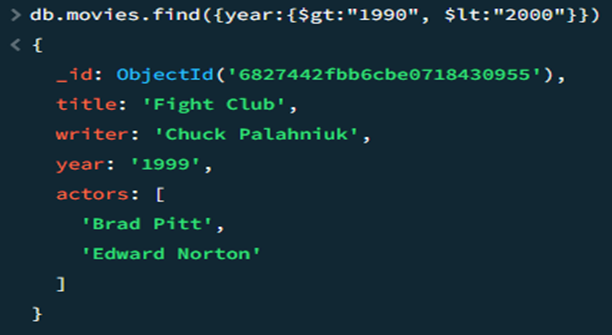 > db.movies.find({year:{$gt:"1990", $lt:"2000"}})
< {
_id: ObjectId('6827442fbb6cbe0718430955'),
title: 'Fight Club',
writer: 'Chuck Palahniuk',
year: '1999',
actors: [
'Brad Pitt',
'Edward Norton'
]
}